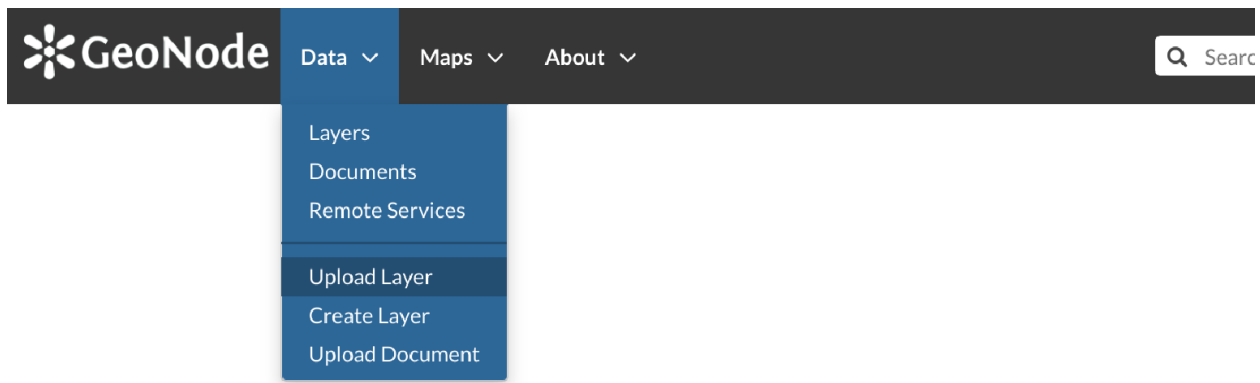 GeoNode Data Maps About
Layers
Documents
Remote Services
Upload Layer
Create Layer
Upload Document